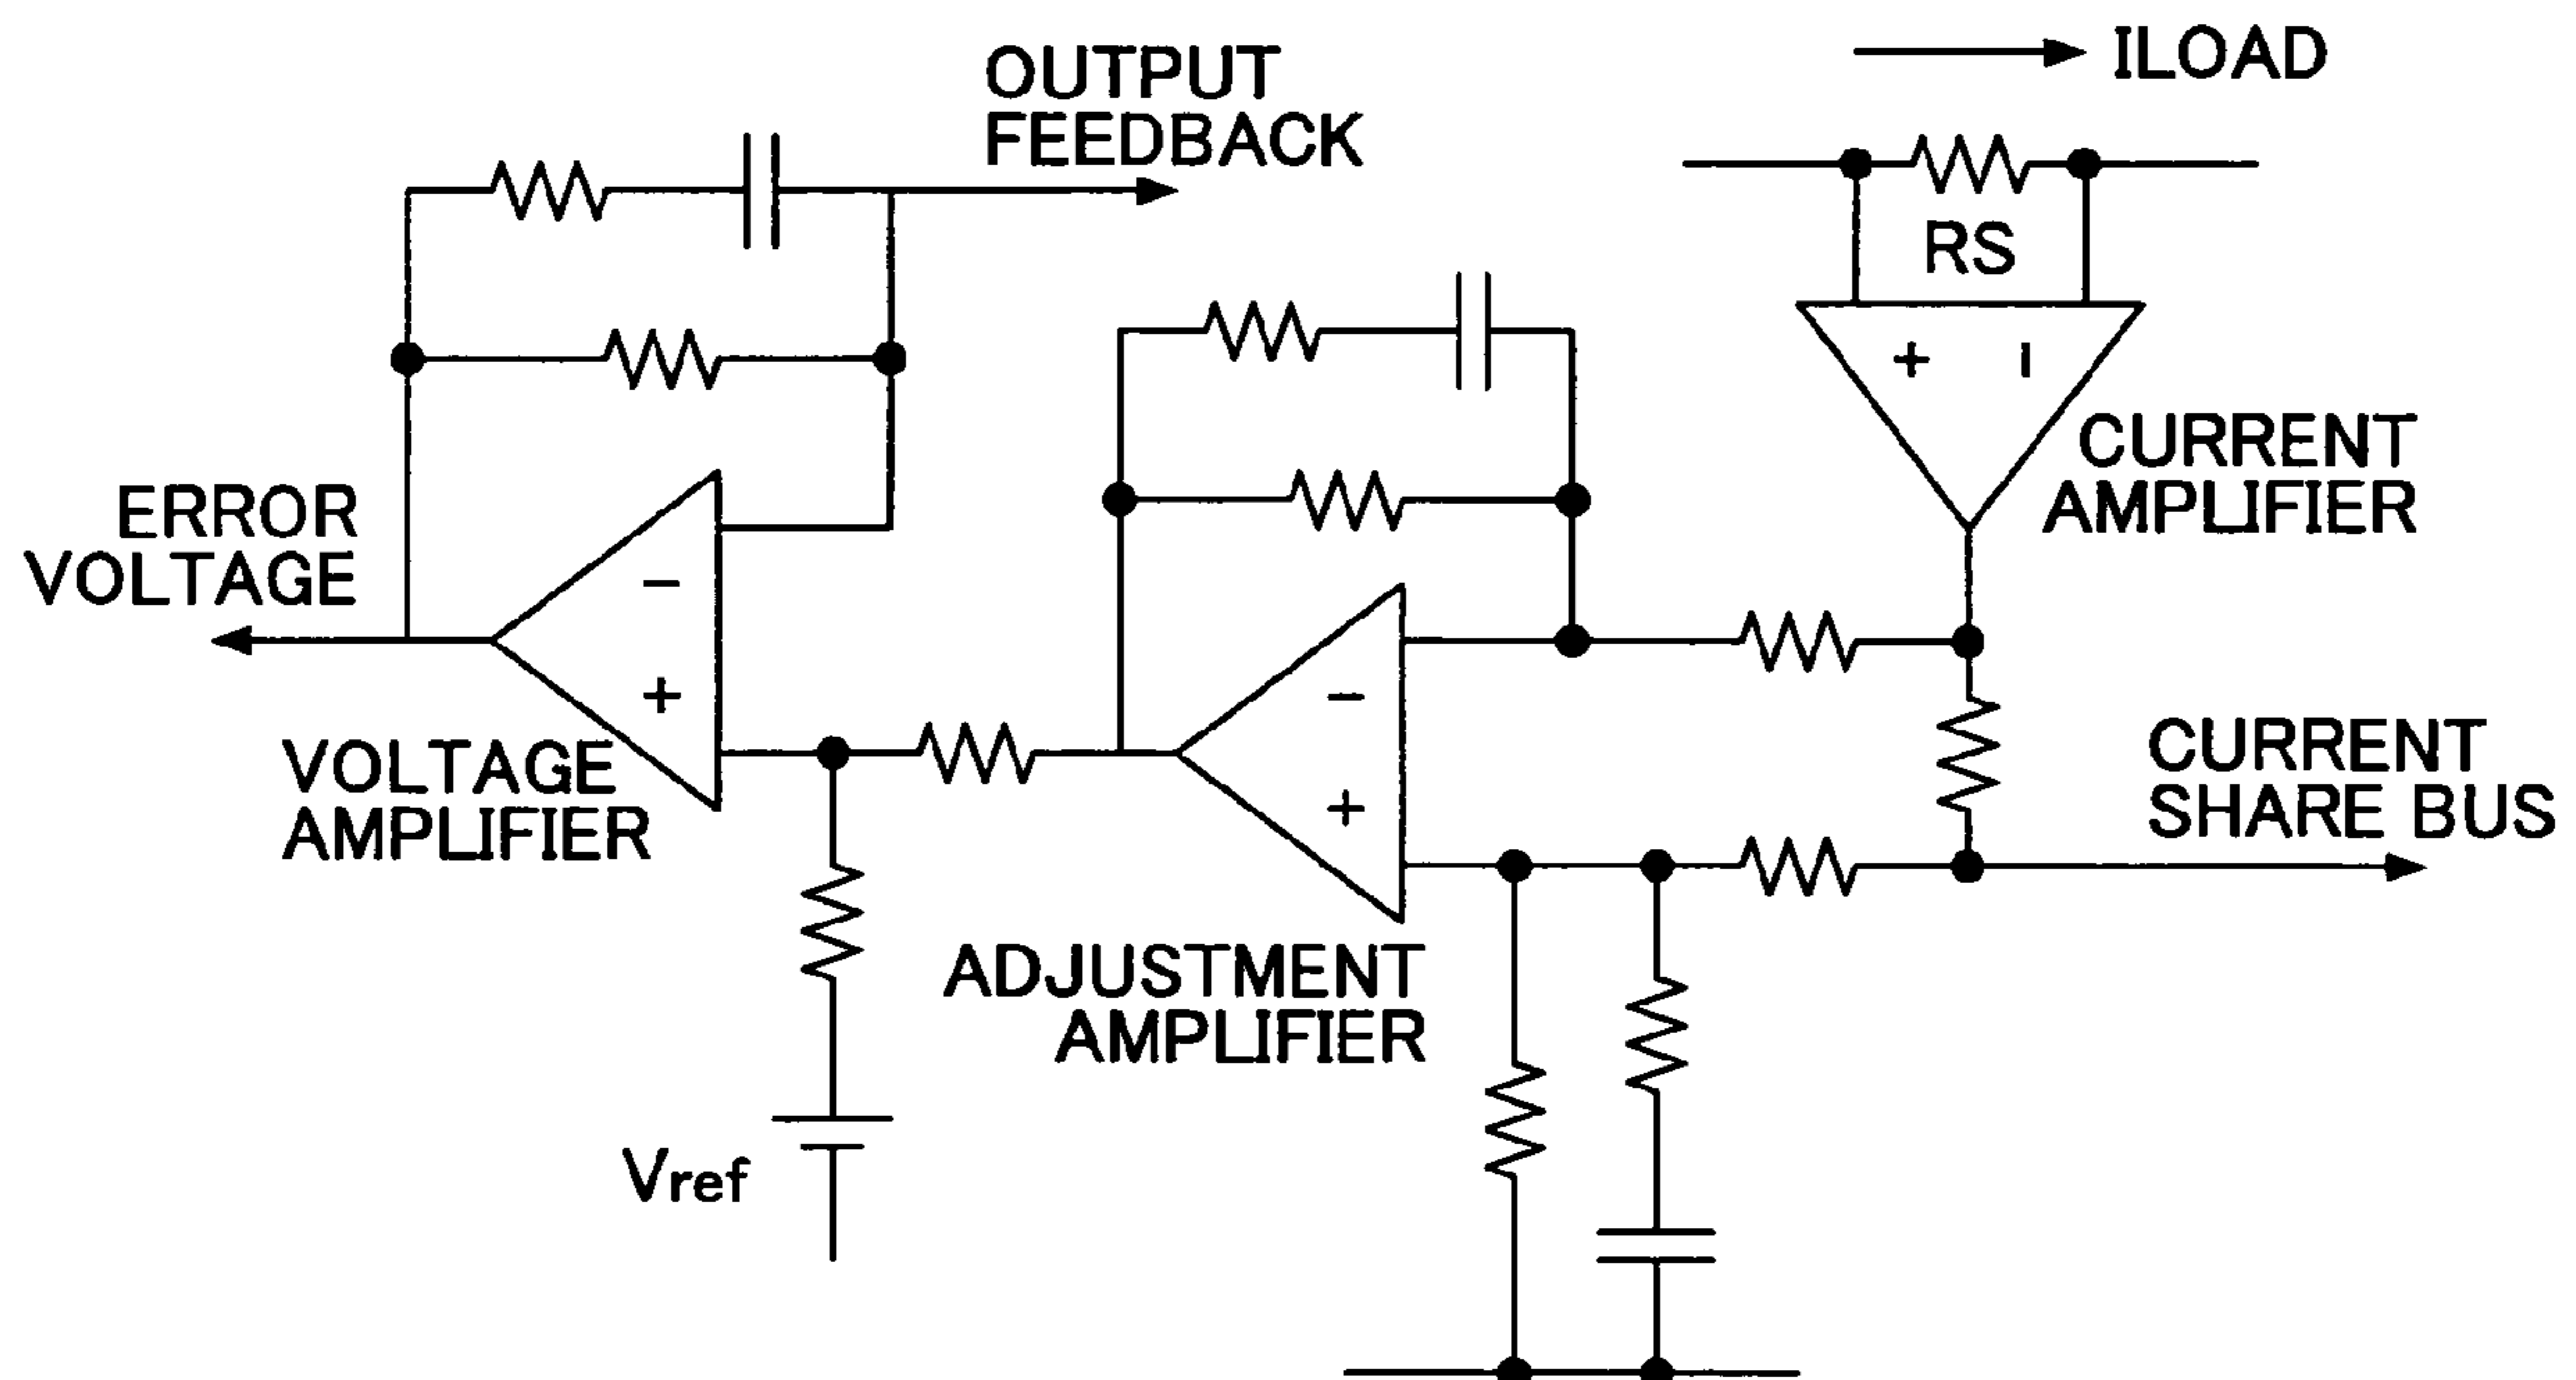 OUTPUT
FEEDBACK
ILOAD
RS
+ −
CURRENT
AMPLIFIER
ERROR
VOLTAGE
−
+
VOLTAGE
AMPLIFIER
−
+
ADJUSTMENT
AMPLIFIER
CURRENT
SHARE BUS
Vref